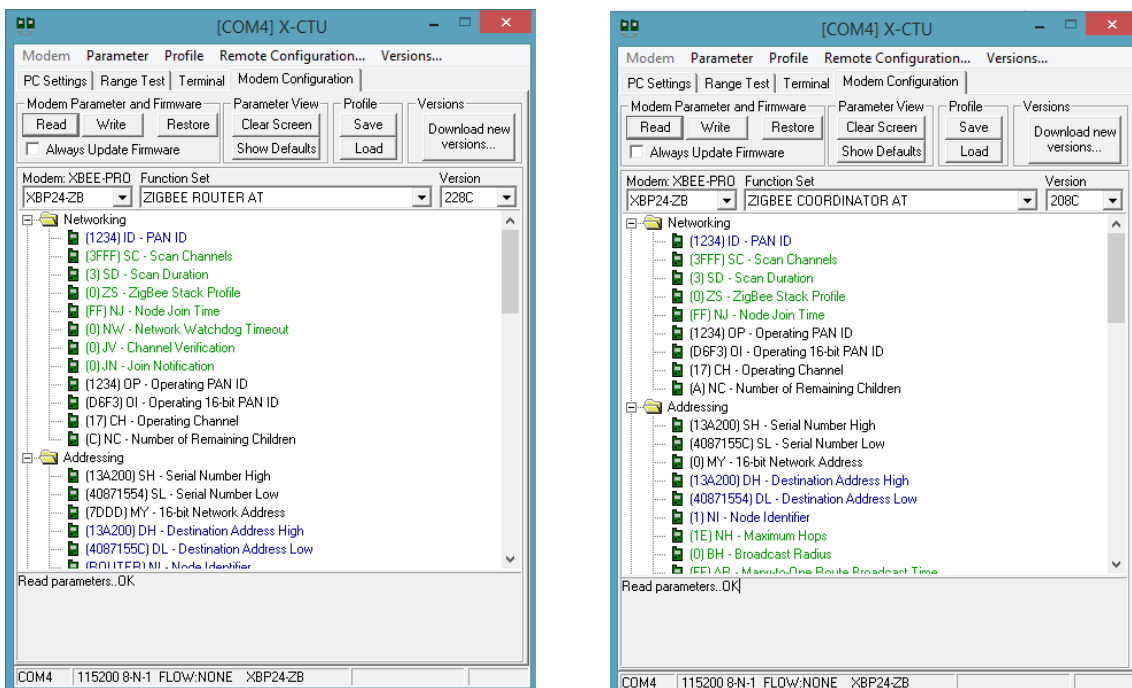 [COM4] X-CTU
Modem Parameter Profile Remote Configuration... Versions...
PC Settings Range Test Terminal Modem Configuration
Modem Parameter and Firmware Parameter View Profile Versions
Read Write Restore Clear Screen Save Download new versions...
Always Update Firmware Show Defaults Load
Modem: XBEE-PRO Function Set Version
XBP24-ZB ZIGBEE ROUTER AT 228C
Networking
(1234) ID - PAN ID
(3FFF) SC - Scan Channels
(3) SD - Scan Duration
(0) ZS - ZigBee Stack Profile
(FF) NJ - Node Join Time
(0) NW - Network Watchdog Timeout
(0) JV - Channel Verification
(0) JN - Join Notification
(1234) OP - Operating PAN ID
(D6F3) OI - Operating 16-bit PAN ID
(17) CH - Operating Channel
(C) NC - Number of Remaining Children
Addressing
(13A200) SH - Serial Number High
(40871554) SL - Serial Number Low
(7DDD) MY - 16-bit Network Address
(13A200) DH - Destination Address High
(4087155C) DL - Destination Address Low
(ROUTER) NI - Node Identifier
Read parameters..OK
COM4 115200 8-N-1 FLOW:NONE XBP24-ZB
[COM4] X-CTU
Modem Parameter Profile Remote Configuration... Versions...
PC Settings Range Test Terminal Modem Configuration
Modem Parameter and Firmware Parameter View Profile Versions
Read Write Restore Clear Screen Save Download new versions...
Always Update Firmware Show Defaults Load
Modem: XBEE-PRO Function Set Version
XBP24-ZB ZIGBEE COORDINATOR AT 208C
Networking
(1234) ID - PAN ID
(3FFF) SC - Scan Channels
(3) SD - Scan Duration
(0) ZS - ZigBee Stack Profile
(FF) NJ - Node Join Time
(1234) OP - Operating PAN ID
(D6F3) OI - Operating 16-bit PAN ID
(17) CH - Operating Channel
(A) NC - Number of Remaining Children
Addressing
(13A200) SH - Serial Number High
(4087155C) SL - Serial Number Low
(0) MY - 16-bit Network Address
(13A200) DH - Destination Address High
(40871554) DL - Destination Address Low
(1) NI - Node Identifier
(1E) NH - Maximum Hops
(0) BH - Broadcast Radius
(FF) AR - Many-to-One Route Broadcast Time
Read parameters..OK
COM4 115200 8-N-1 FLOW:NONE XBP24-ZB